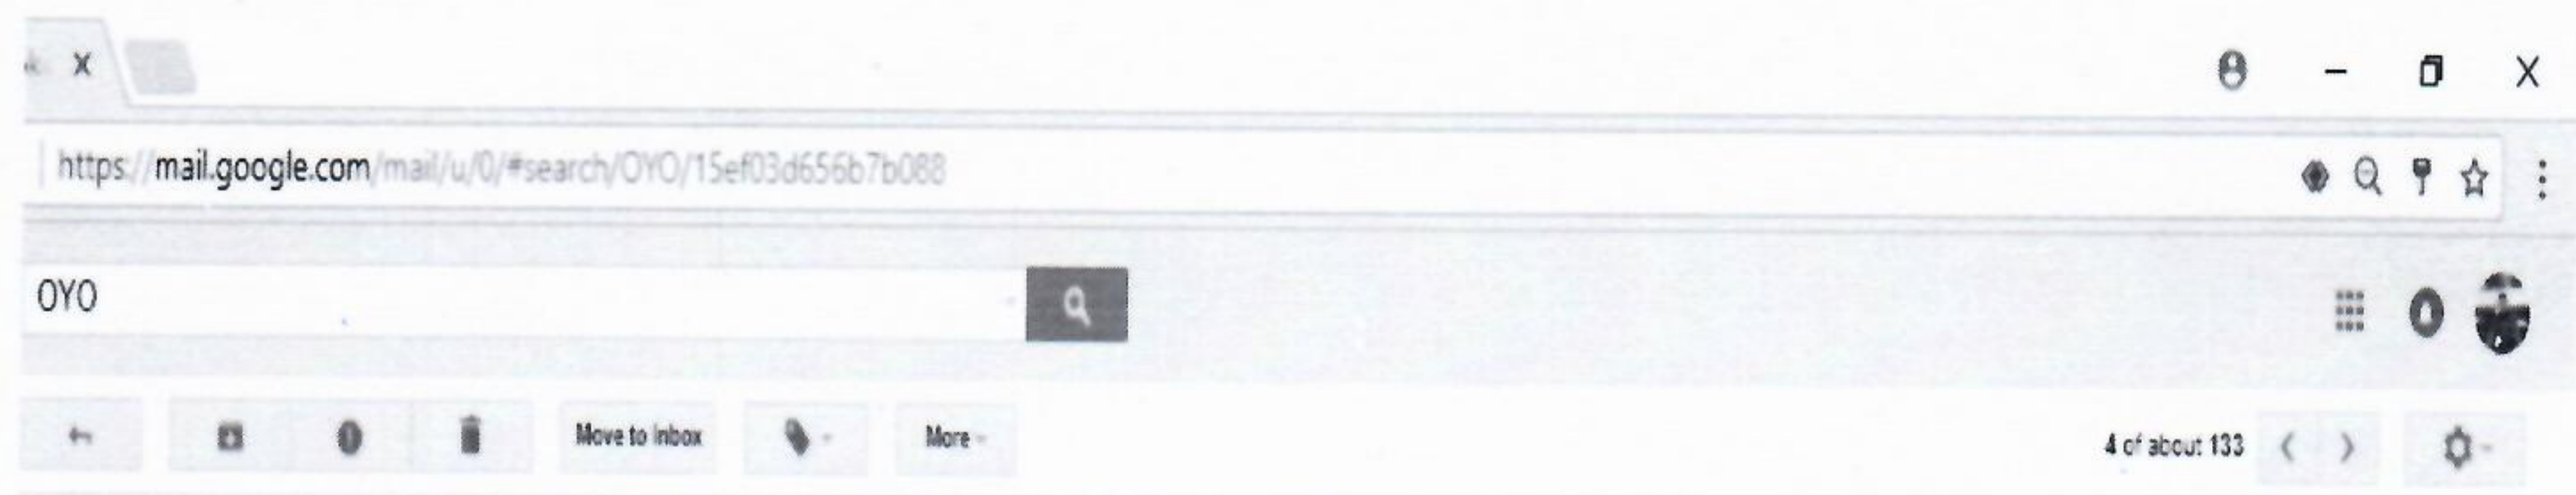 https://mail.google.com/mail/u/0/#search/OYO/15ef03d656b7b088
OYO
Move to Inbox More 4 of about 133